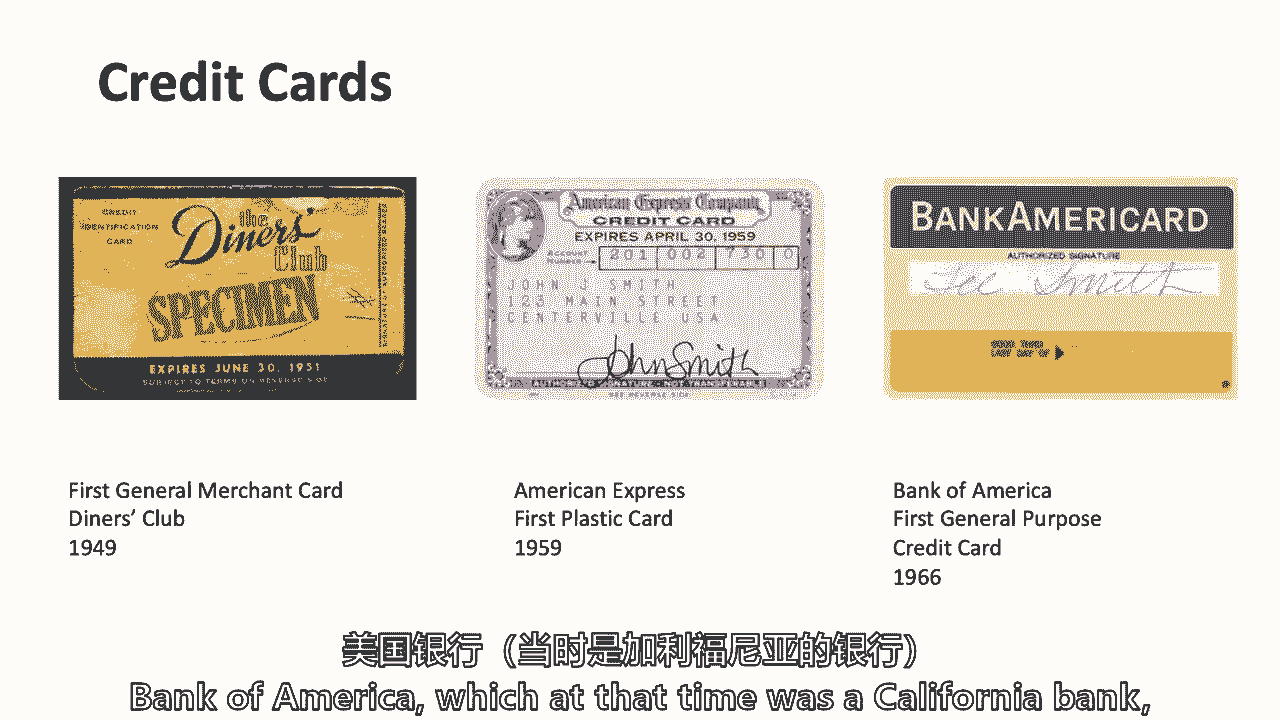 Credit Cards
CREDIT
IDENTIFICATION
CARD
the
Diners'
Club
SPECIMEN
EXPIRES JUNE 30, 1951
SUBJECT TO TERMS ON REVERSE SIDE
American Express Company
CREDIT CARD
EXPIRES APRIL 30, 1959
201 002 730 0
JOHN J SMITH
123 MAIN STREET
CENTERVILLE USA
John Smith
AUTHORIZED SIGNATURE - NOT TRANSFERABLE
SEE REVERSE SIDE
BANKAMERICARD
AUTHORIZED SIGNATURE
Lee Smith
GOOD THRU
LAST DAY OF
First General Merchant Card
Diners’ Club
1949
American Express
First Plastic Card
1959
Bank of America
First General Purpose
Credit Card
1966
美国银行（当时是加利福尼亚的银行）
Bank of America, which at that time was a California bank,